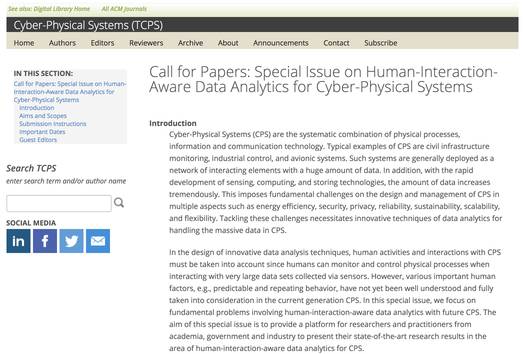 See also: Digital Library Home All ACM Journals
Cyber-Physical Systems (TCPS)
Home Authors Editors Reviewers Archive About Announcements Contact Subscribe
IN THIS SECTION:
Call for Papers: Special Issue on Human-
Interaction-Aware Data Analytics for
Cyber-Physical Systems
Introduction
Aims and Scopes
Submission Instructions
Important Dates
Guest Editors
Search TCPS
enter search term and/or author name
SOCIAL MEDIA
in f
Call for Papers: Special Issue on Human-Interaction-
Aware Data Analytics for Cyber-Physical Systems
Introduction
Cyber-Physical Systems (CPS) are the systematic combination of physical processes,
information and communication technology. Typical examples of CPS are civil infrastructure
monitoring, industrial control, and avionic systems. Such systems are generally deployed as a
network of interacting elements with a huge amount of data. In addition, with the rapid
development of sensing, computing, and storing technologies, the amount of data increases
tremendously. This imposes fundamental challenges on the design and management of CPS in
multiple aspects such as energy efficiency, security, privacy, reliability, sustainability, scalability,
and flexibility. Tackling these challenges necessitates innovative techniques of data analytics for
handling the massive data in CPS.
In the design of innovative data analysis techniques, human activities and interactions with CPS
must be taken into account since humans can monitor and control physical processes when
interacting with very large data sets collected via sensors. However, various important human
factors, e.g., predictable and repeating behavior, have not yet been well understood and fully
taken into consideration in the current generation CPS. In this special issue, we focus on
fundamental problems involving human-interaction-aware data analytics with future CPS. The
aim of this special issue is to provide a platform for researchers and practitioners from
academia, government and industry to present their state-of-the-art research results in the
area of human-interaction-aware data analytics for CPS.